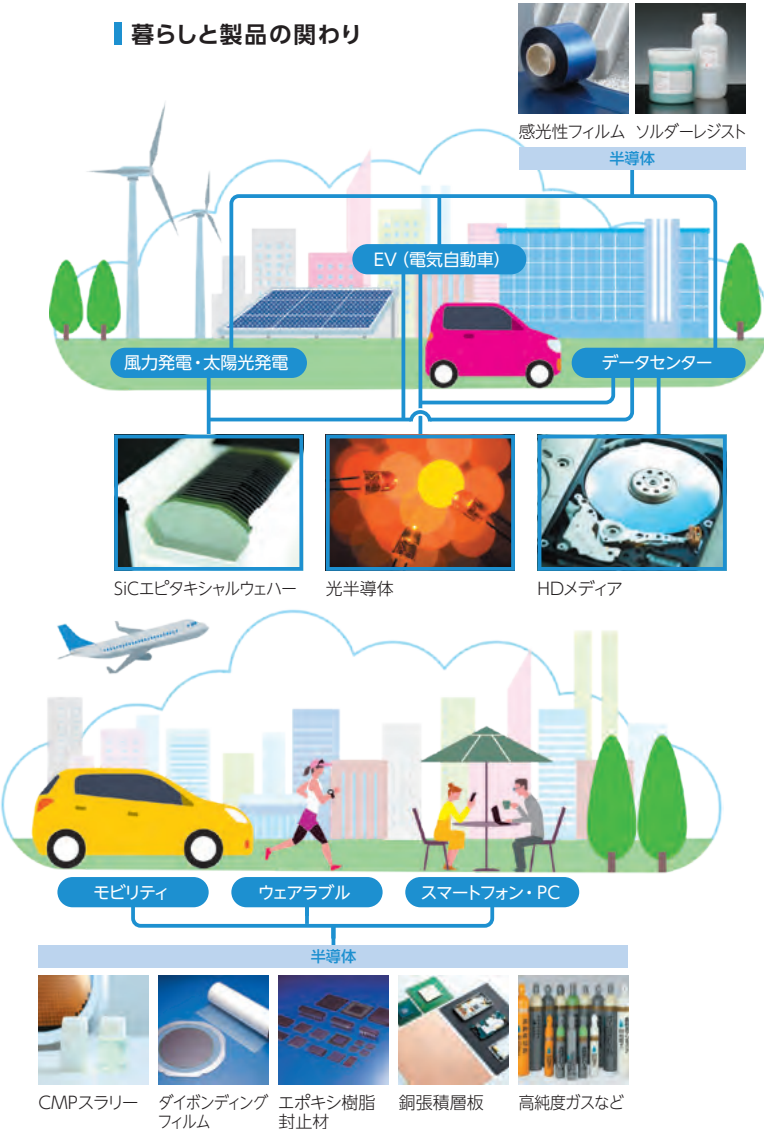 暮らしと製品の関わり
感光性フィルム
ソルダーレジスト
半導体
EV（電気自動車）
風力発電・太陽光発電
データセンター
SiCエピタキシャルウェハー
光半導体
HDメディア
モビリティ
ウェアラブル
スマートフォン・PC
半導体
CMPスラリー
ダイボンディング
フィルム
エポキシ樹脂
封止材
銅張積層板
高純度ガスなど